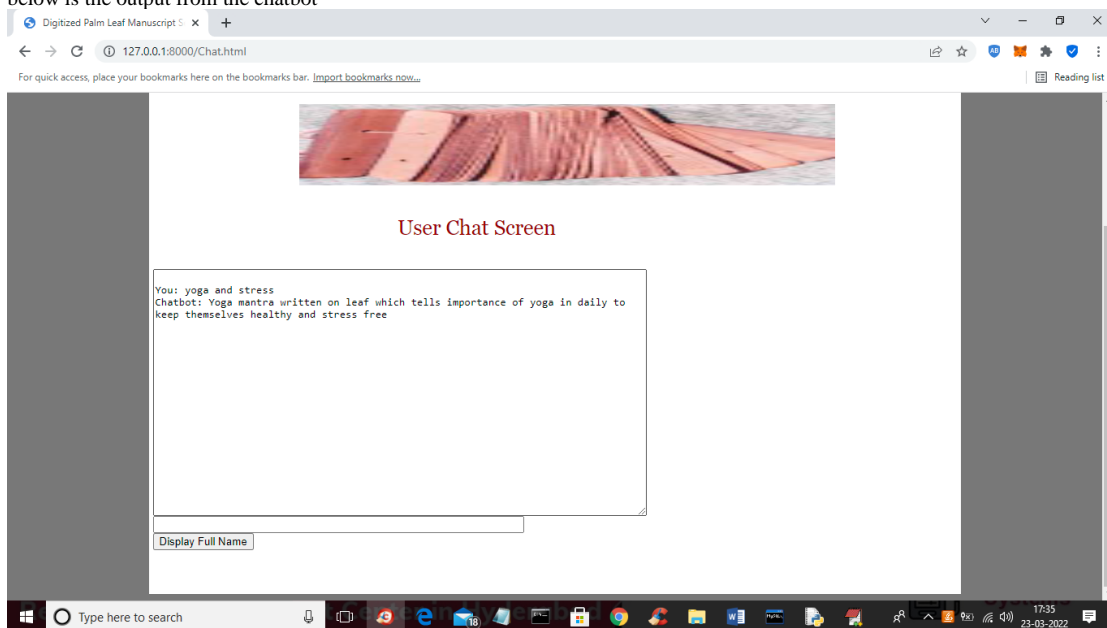 below is the output from the chatbot
Digitized Palm Leaf Manuscript S
127.0.0.1:8000/Chat.html
For quick access, place your bookmarks here on the bookmarks bar. Import bookmarks now...
Reading list
User Chat Screen
You: yoga and stress
Chatbot: Yoga mantra written on leaf which tells importance of yoga in daily to
keep themselves healthy and stress free
Display Full Name
Type here to search
18
17:35
23-03-2022